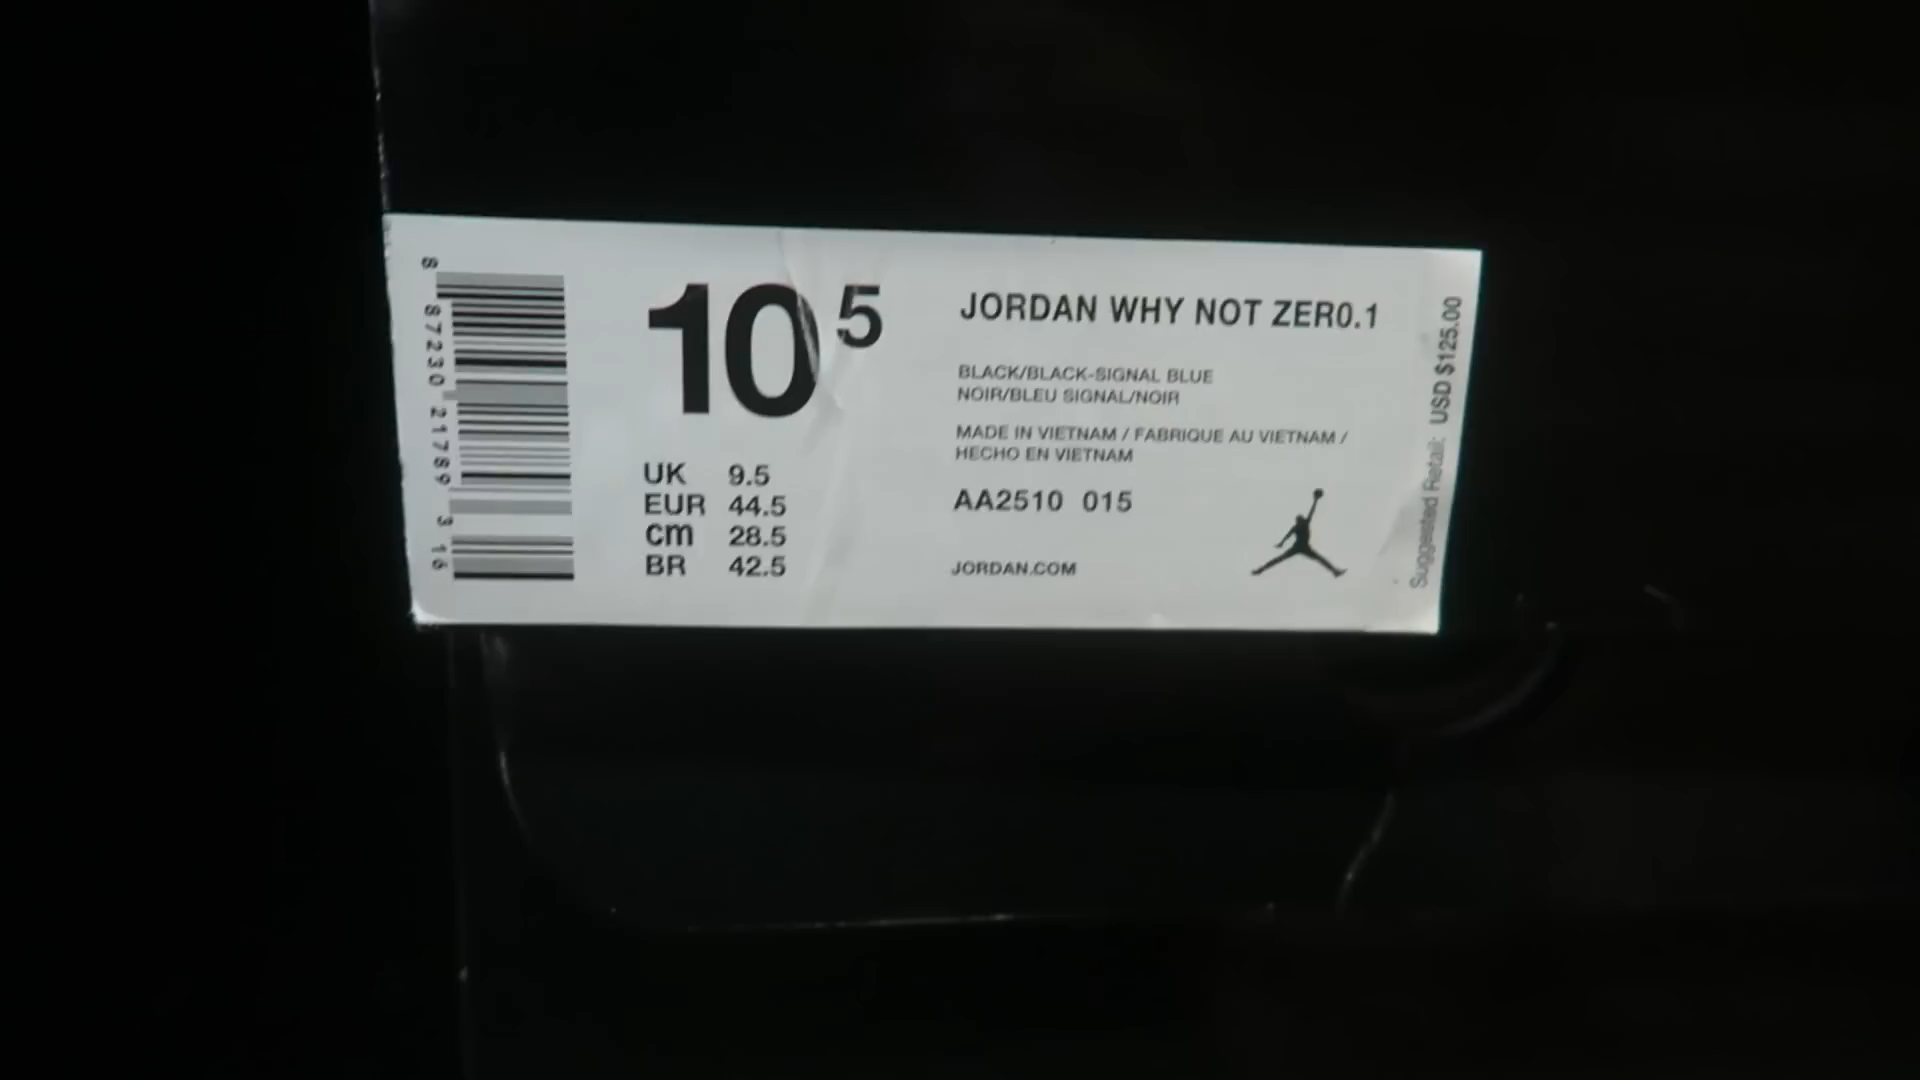 8 87230 21789 3 16
10 5
UK 9.5
EUR 44.5
cm 28.5
BR 42.5
JORDAN WHY NOT ZER0.1
BLACK/BLACK-SIGNAL BLUE
NOIR/BLEU SIGNAL/NOIR
MADE IN VIETNAM / FABRIQUE AU VIETNAM /
HECHO EN VIETNAM
AA2510 015
JORDAN.COM
Suggested Retail: USD $125.00